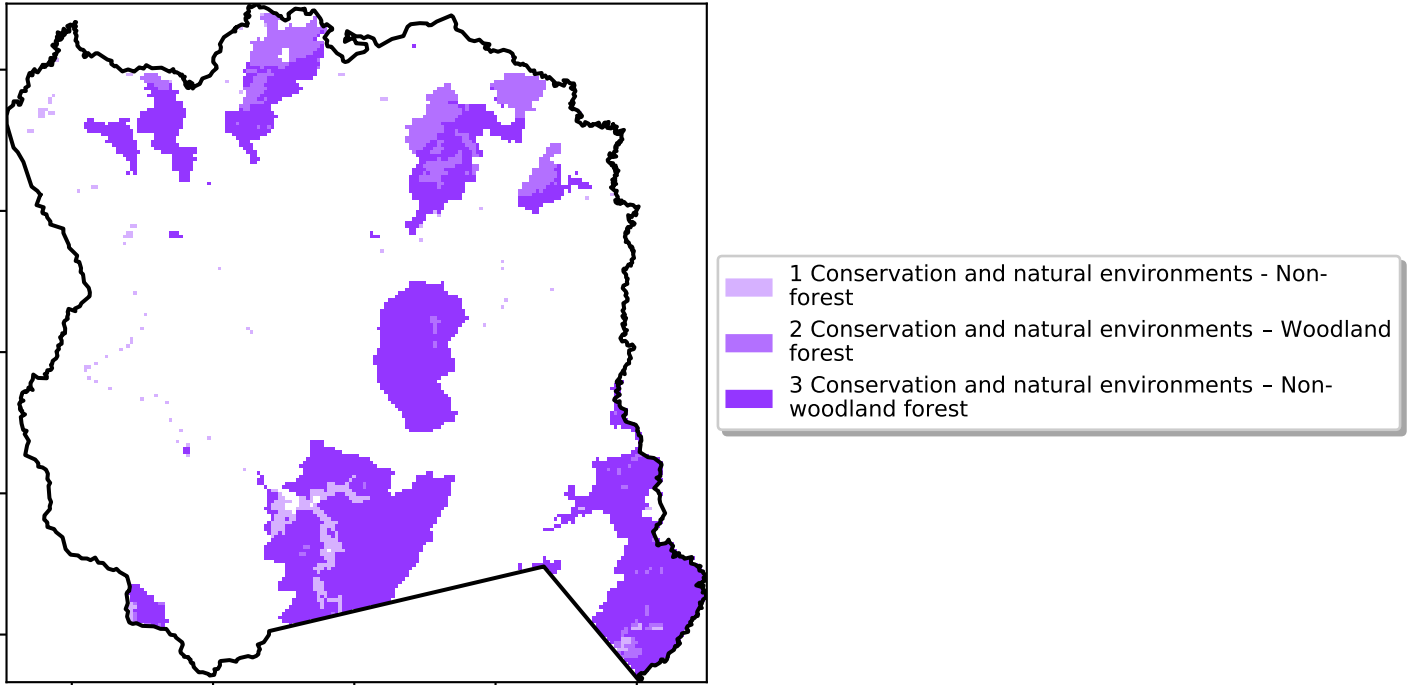 1 Conservation and natural environments - Non-
forest
2 Conservation and natural environments – Woodland
forest
3 Conservation and natural environments – Non-
woodland forest